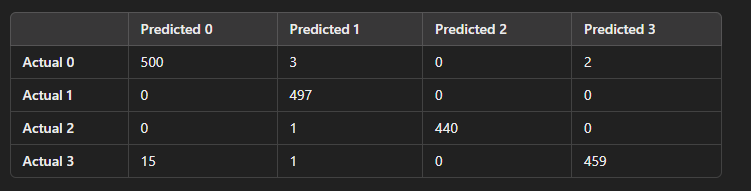 Predicted 0 Predicted 1 Predicted 2 Predicted 3
Actual 0 500 3 0 2
Actual 1 0 497 0 0
Actual 2 0 1 440 0
Actual 3 15 1 0 459